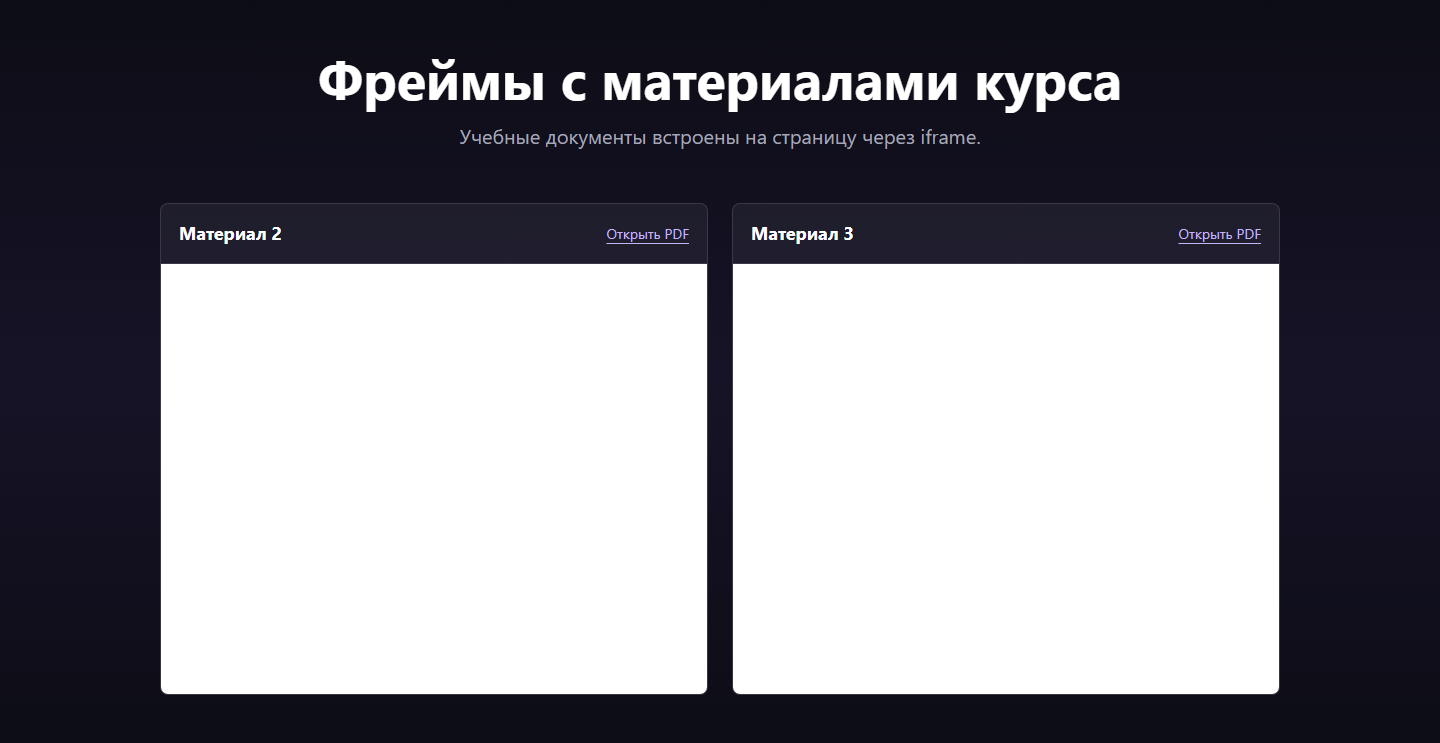 Фреймы с материалами курса
Учебные документы встроены на страницу через iframe.
Материал 2
Открыть PDF
Материал 3
Открыть PDF